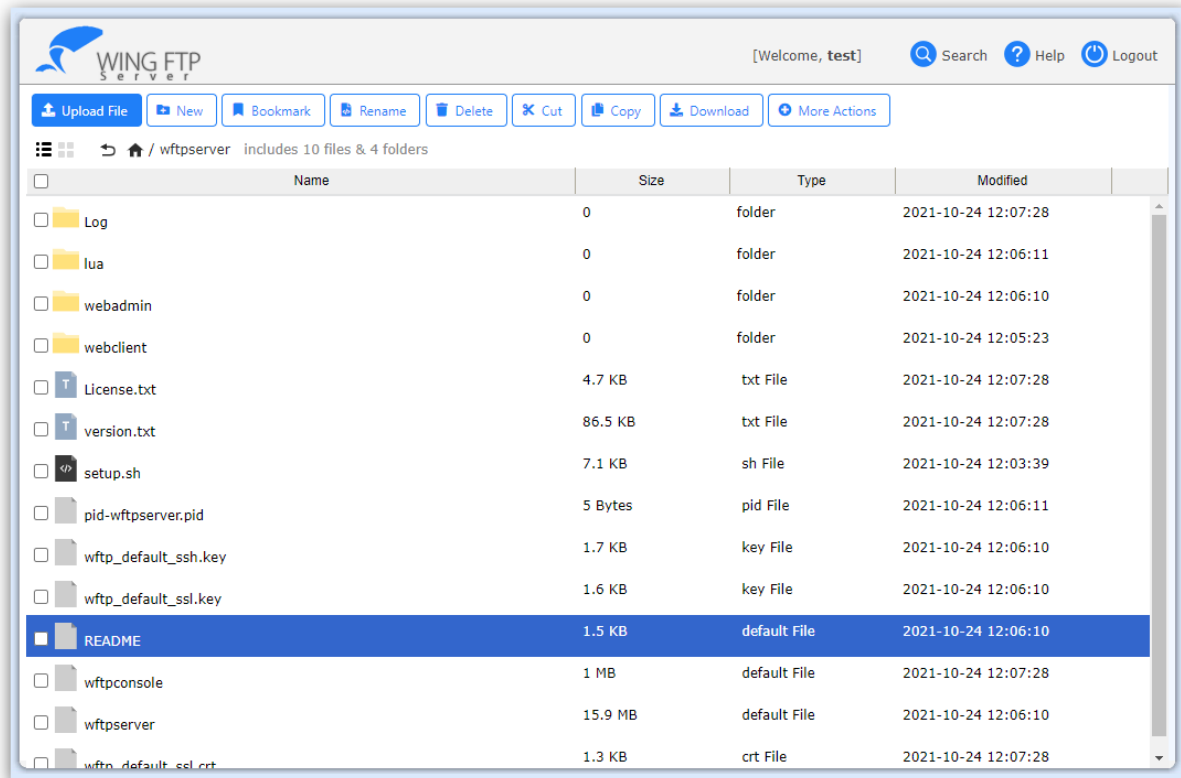 WING FTP
Server
[Welcome, test] Search Help Logout
Upload File New Bookmark Rename Delete Cut Copy Download More Actions
/ wftpserver includes 10 files & 4 folders
Name Size Type Modified
Log 0 folder 2021-10-24 12:07:28
lua 0 folder 2021-10-24 12:06:11
webadmin 0 folder 2021-10-24 12:06:10
webclient 0 folder 2021-10-24 12:05:23
License.txt 4.7 KB txt File 2021-10-24 12:07:28
version.txt 86.5 KB txt File 2021-10-24 12:07:28
setup.sh 7.1 KB sh File 2021-10-24 12:03:39
pid-wftpserver.pid 5 Bytes pid File 2021-10-24 12:06:11
wftp_default_ssh.key 1.7 KB key File 2021-10-24 12:06:10
wftp_default_ssl.key 1.6 KB key File 2021-10-24 12:06:10
README 1.5 KB default File 2021-10-24 12:06:10
wftpconsole 1 MB default File 2021-10-24 12:07:28
wftpserver 15.9 MB default File 2021-10-24 12:06:10
wftp_default_ssl.crt 1.3 KB crt File 2021-10-24 12:07:28